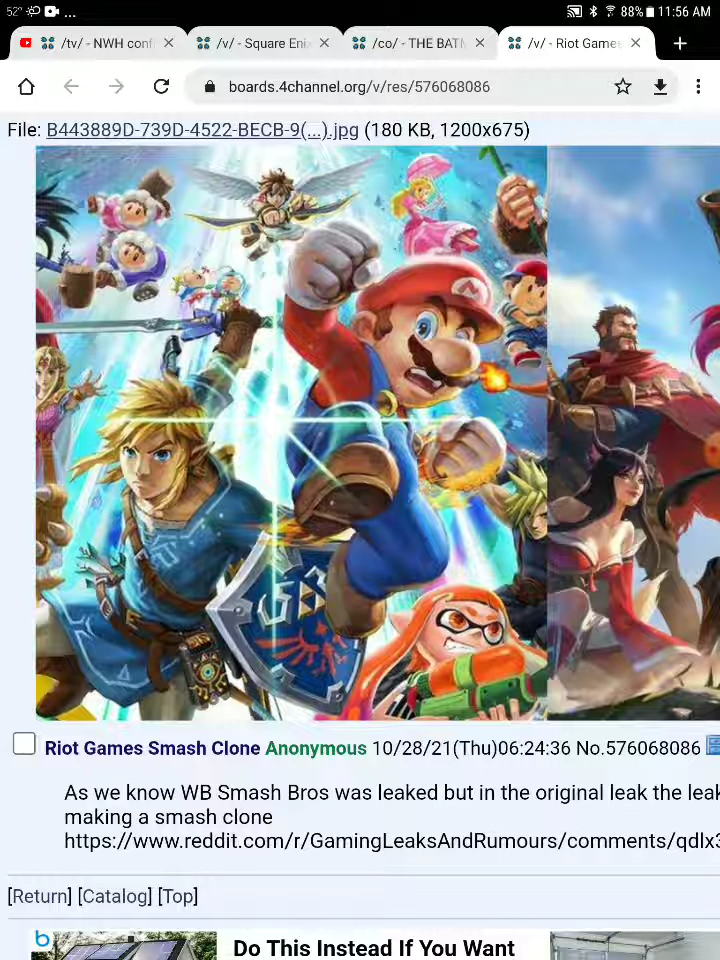 52°
...
88%
11:56 AM
/tv/ - NWH conf
/v/ - Square Eni
/co/ - THE BAT
/v/ - Riot Game
boards.4channel.org/v/res/576068086
File: B443889D-739D-4522-BECB-9(...).jpg (180 KB, 1200x675)
M
Riot Games Smash Clone Anonymous 10/28/21(Thu)06:24:36 No.576068086
As we know WB Smash Bros was leaked but in the original leak the leak
making a smash clone
https://www.reddit.com/r/GamingLeaksAndRumours/comments/qdlx3
[Return] [Catalog] [Top]
b
Do This Instead If You Want